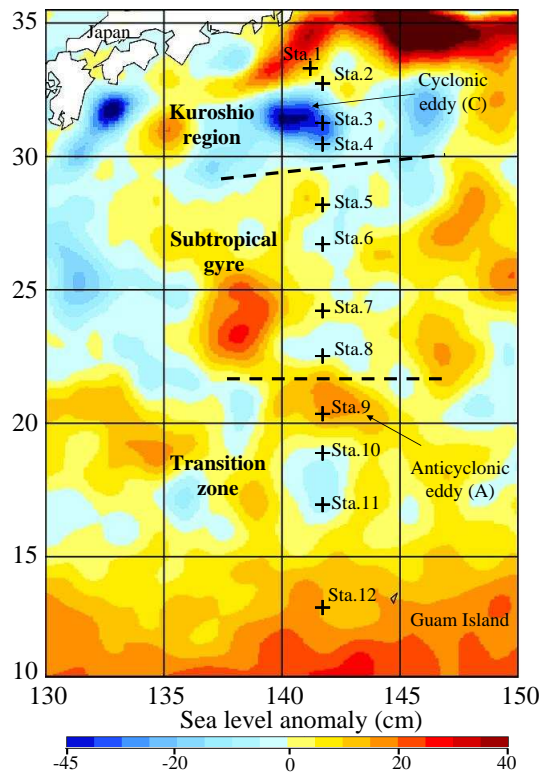 35
30
25
20
15
10
Japan
Sta.1
Sta.2
Cyclonic
eddy (C)
Kuroshio
region
Sta.3
Sta.4
Sta.5
Subtropical
gyre
Sta.6
Sta.7
Sta.8
Sta.9
Transition
zone
Sta.10
Anticyclonic
eddy (A)
Sta.11
Sta.12
Guam Island
130
135
140
145
150
Sea level anomaly (cm)
-45
-20
0
20
40